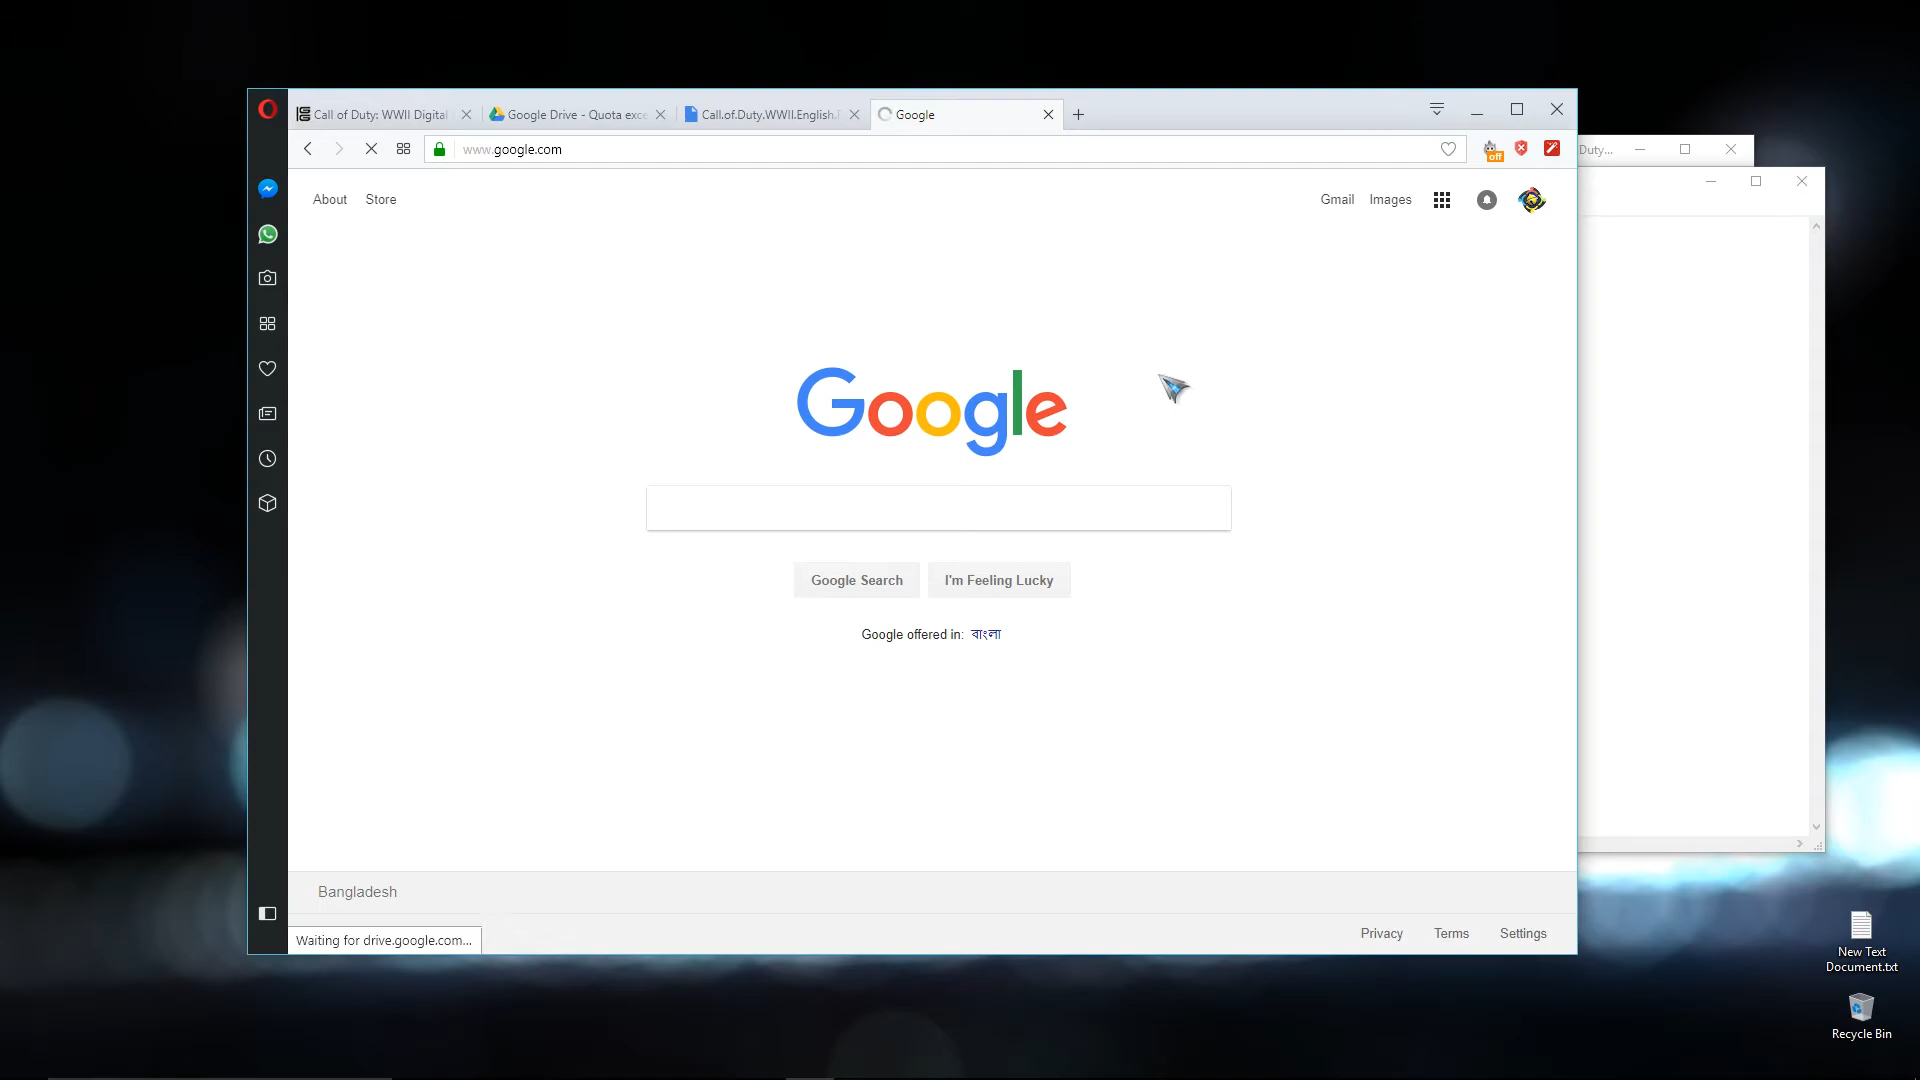 Call of Duty: WWII Digital
Google Drive - Quota exce
Call.of.Duty.WWII.English.
Google
www.google.com
off
Duty...
About
Store
Gmail
Images
Google
Google Search
I'm Feeling Lucky
Google offered in: বাংলা
Bangladesh
Waiting for drive.google.com...
Privacy
Terms
Settings
New Text
Document.txt
Recycle Bin